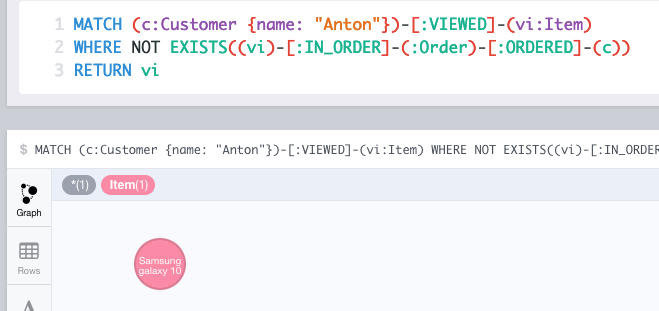 1 MATCH (c:Customer {name: "Anton"})-[:VIEWED]-(vi:Item)
2 WHERE NOT EXISTS((vi)-[:IN_ORDER]-(:Order)-[:ORDERED]-(c))
3 RETURN vi
$ MATCH (c:Customer {name: "Anton"})-[:VIEWED]-(vi:Item) WHERE NOT EXISTS((vi)-[:IN_ORDER
*(1) Item(1)
Graph
Samsung
galaxy 10
Rows
A